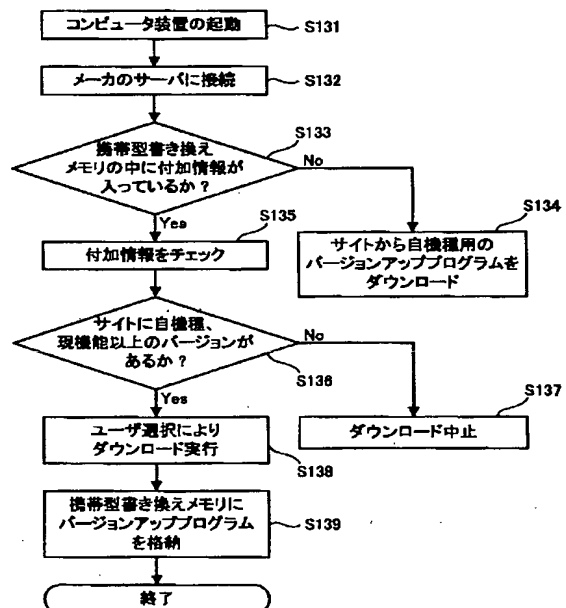 コンピュータ装置の起動
S131
メーカのサーバに接続
S132
携帯型書き換え
メモリの中に付加情報が
入っているか?
S133
No
Yes
S134
サイトから自機種用の
バージョンアッププログラムを
ダウンロード
S135
付加情報をチェック
サイトに自機種、
現機能以上のバージョンが
あるか?
S136
No
Yes
S137
ダウンロード中止
ユーザ選択により
ダウンロード実行
S138
携帯型書き換えメモリに
バージョンアッププログラム
を格納
S139
終了